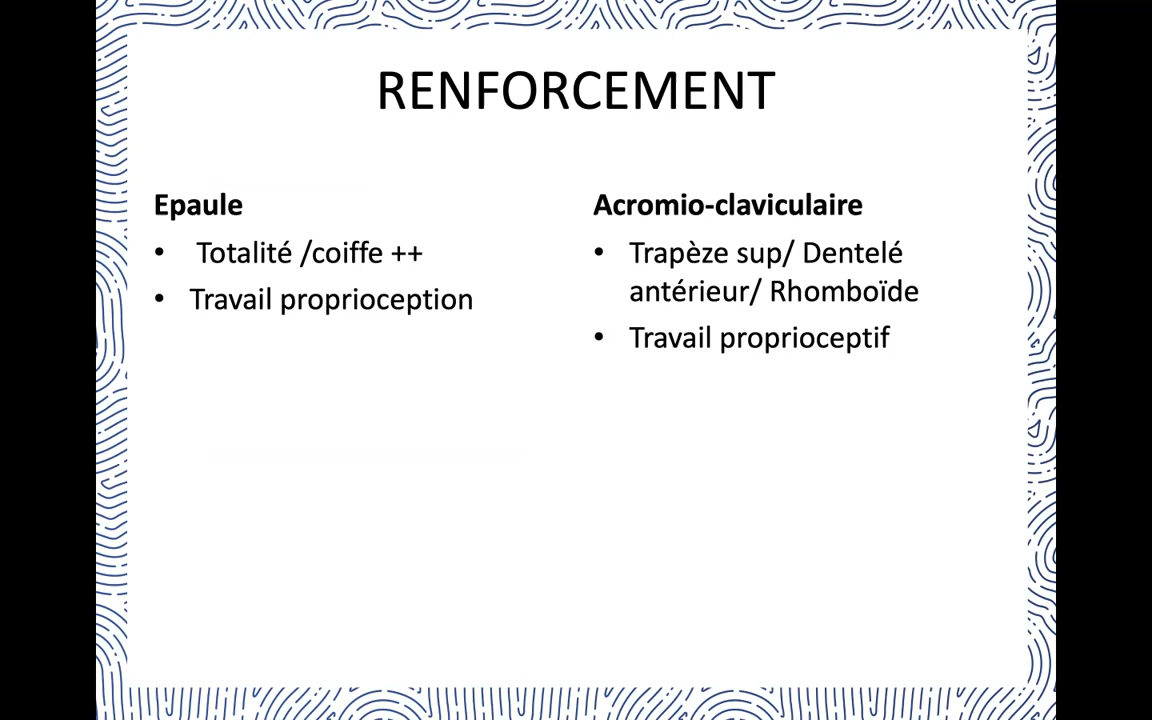 RENFORCEMENT
Epaule
• Totalité /coiffe ++
• Travail proprioception
Acromio-claviculaire
• Trapèze sup/ Dentelé
antérieur/ Rhomboïde
• Travail proprioceptif